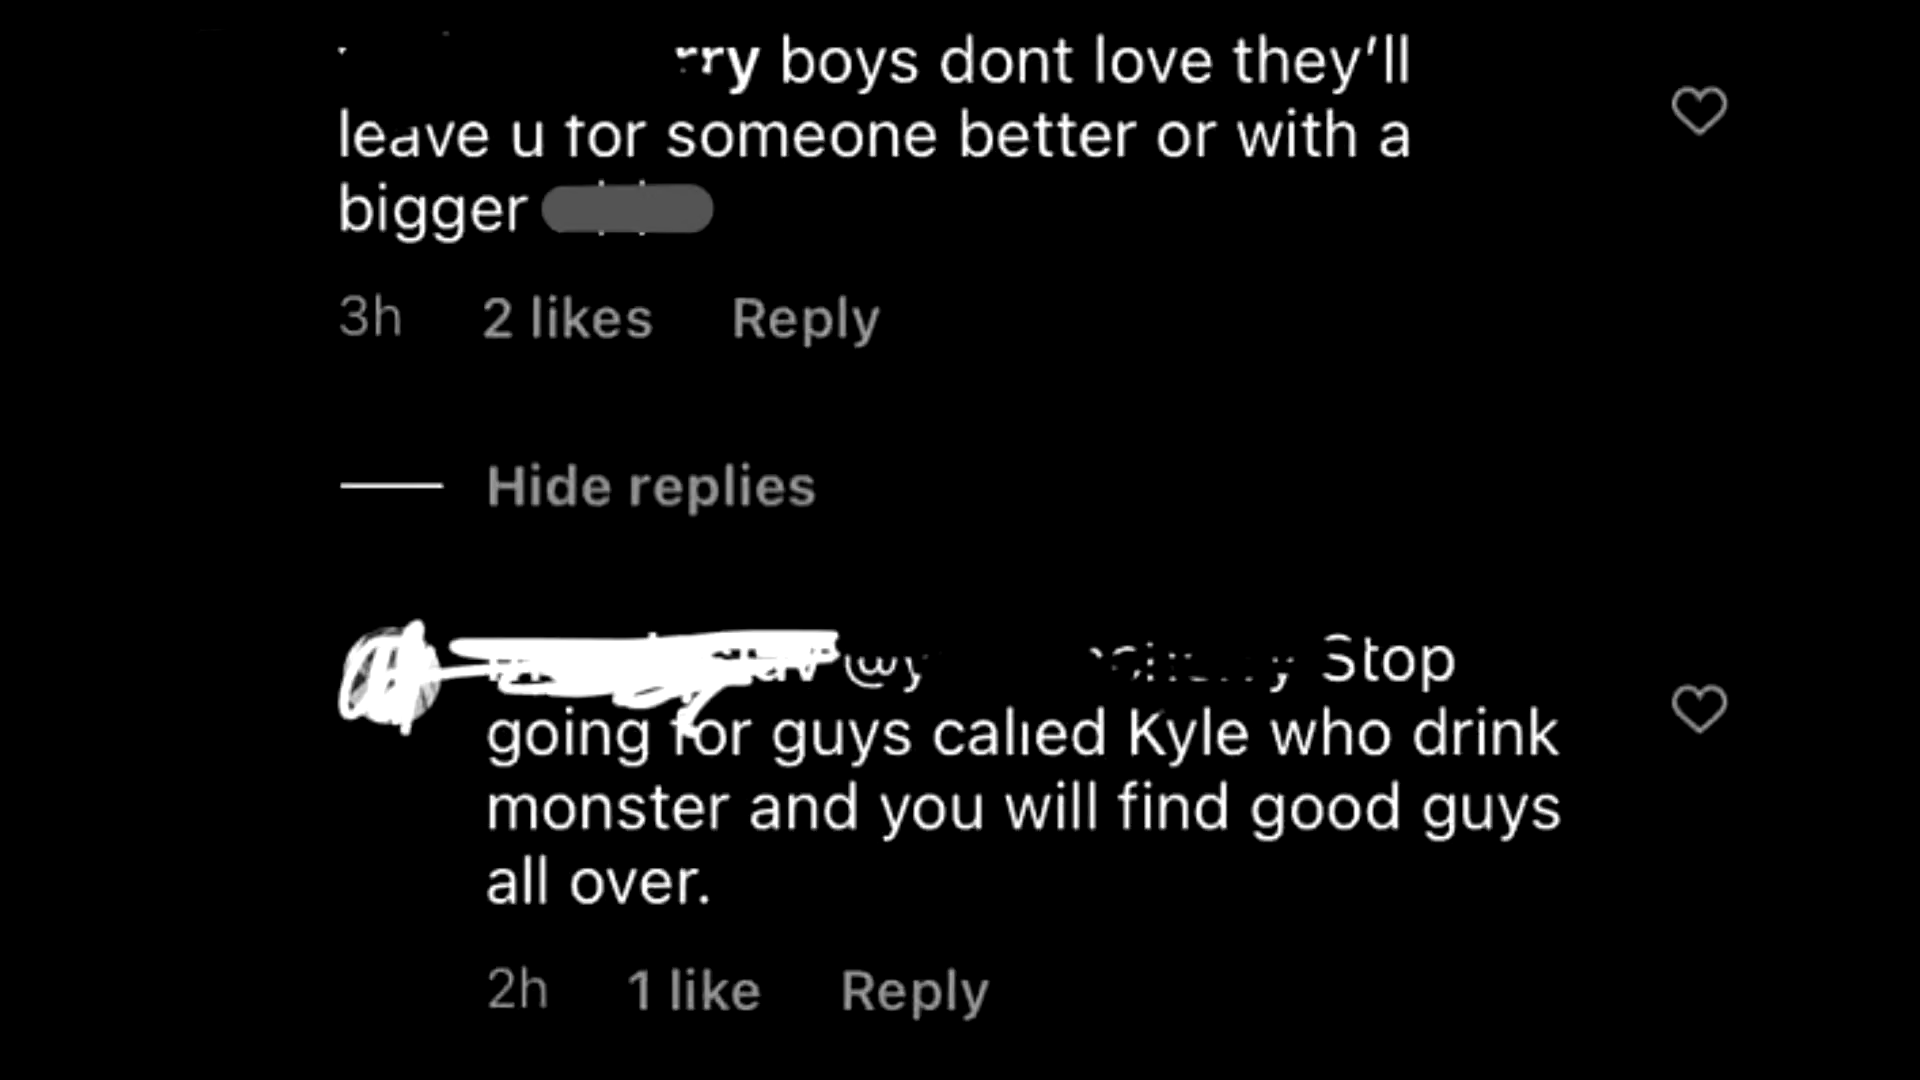 boys dont love they’ll
leave u for someone better or with a
bigger
3h 2 likes Reply
Hide replies
Stop
going for guys called Kyle who drink
monster and you will find good guys
all over.
2h 1 like Reply